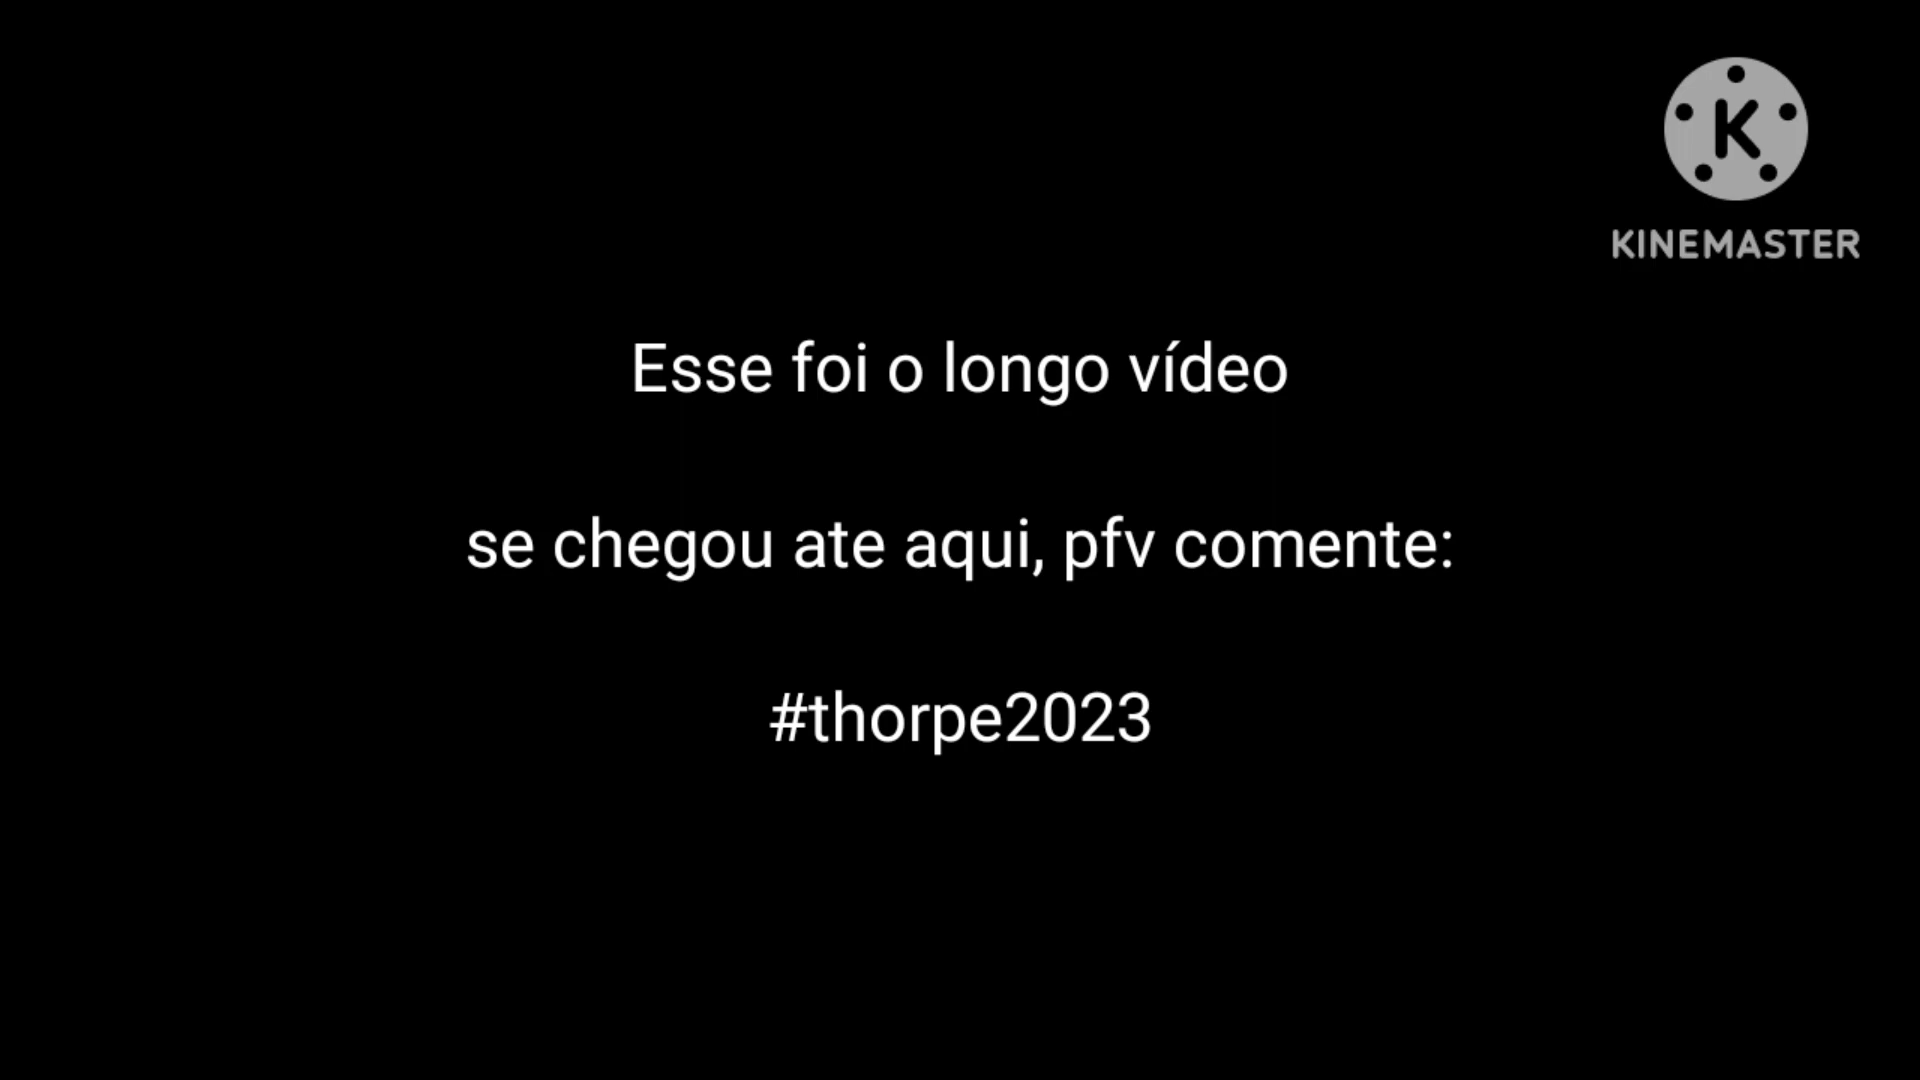 K
KINEMASTER
Esse foi o longo vídeo
se chegou ate aqui, pfv comente:
#thorpe2023